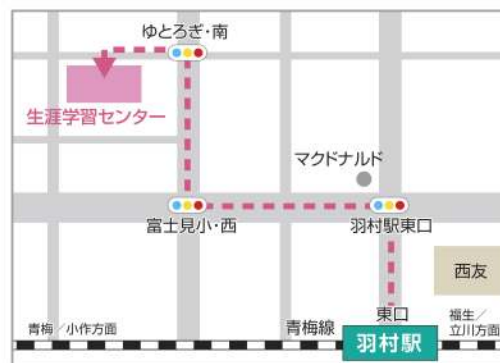 ゆとろぎ・南
生涯学習センター
マクドナルド
富士見小・西
羽村駅東口
西友
東口
福生／
立川方面
青梅／小作方面
青梅線
羽村駅